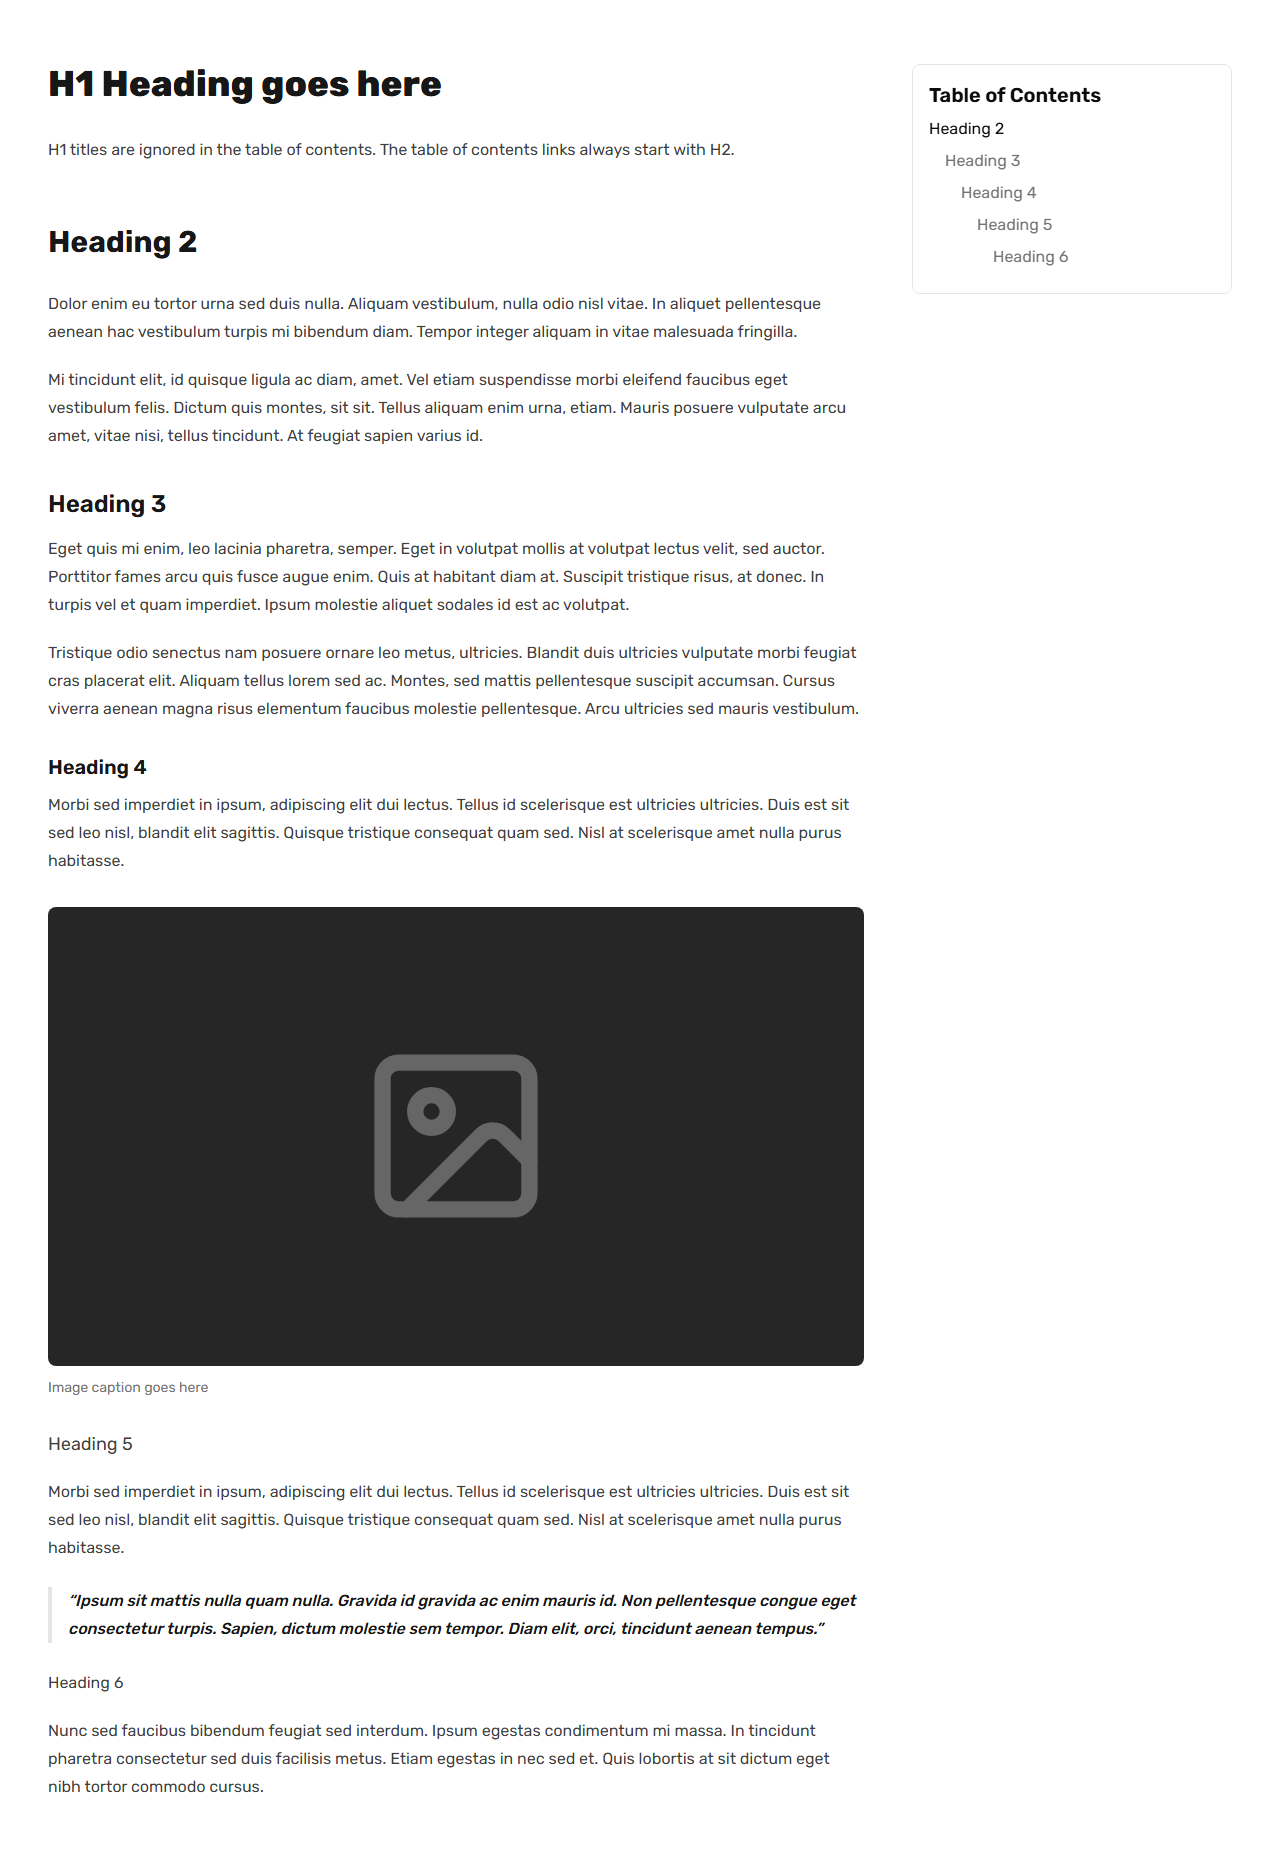 H1 Heading goes here
H1 titles are ignored in the table of contents. The table of contents links always start with H2.
Heading 2
Dolor enim eu tortor urna sed duis nulla. Aliquam vestibulum, nulla odio nisl vitae. In aliquet pellentesque
aenean hac vestibulum turpis mi bibendum diam. Tempor integer aliquam in vitae malesuada fringilla.
Mi tincidunt elit, id quisque ligula ac diam, amet. Vel etiam suspendisse morbi eleifend faucibus eget
vestibulum felis. Dictum quis montes, sit sit. Tellus aliquam enim urna, etiam. Mauris posuere vulputate arcu
amet, vitae nisi, tellus tincidunt. At feugiat sapien varius id.
Heading 3
Eget quis mi enim, leo lacinia pharetra, semper. Eget in volutpat mollis at volutpat lectus velit, sed auctor.
Porttitor fames arcu quis fusce augue enim. Quis at habitant diam at. Suscipit tristique risus, at donec. In
turpis vel et quam imperdiet. Ipsum molestie aliquet sodales id est ac volutpat.
Tristique odio senectus nam posuere ornare leo metus, ultricies. Blandit duis ultricies vulputate morbi feugiat
cras placerat elit. Aliquam tellus lorem sed ac. Montes, sed mattis pellentesque suscipit accumsan. Cursus
viverra aenean magna risus elementum faucibus molestie pellentesque. Arcu ultricies sed mauris vestibulum.
Heading 4
Morbi sed imperdiet in ipsum, adipiscing elit dui lectus. Tellus id scelerisque est ultricies ultricies. Duis est sit
sed leo nisl, blandit elit sagittis. Quisque tristique consequat quam sed. Nisl at scelerisque amet nulla purus
habitasse.
Image caption goes here
Heading 5
Morbi sed imperdiet in ipsum, adipiscing elit dui lectus. Tellus id scelerisque est ultricies ultricies. Duis est sit
sed leo nisl, blandit elit sagittis. Quisque tristique consequat quam sed. Nisl at scelerisque amet nulla purus
habitasse.
“Ipsum sit mattis nulla quam nulla. Gravida id gravida ac enim mauris id. Non pellentesque congue eget
consectetur turpis. Sapien, dictum molestie sem tempor. Diam elit, orci, tincidunt aenean tempus.”
Heading 6
Nunc sed faucibus bibendum feugiat sed interdum. Ipsum egestas condimentum mi massa. In tincidunt
pharetra consectetur sed duis facilisis metus. Etiam egestas in nec sed et. Quis lobortis at sit dictum eget
nibh tortor commodo cursus.
Table of Contents
Heading 2
Heading 3
Heading 4
Heading 5
Heading 6